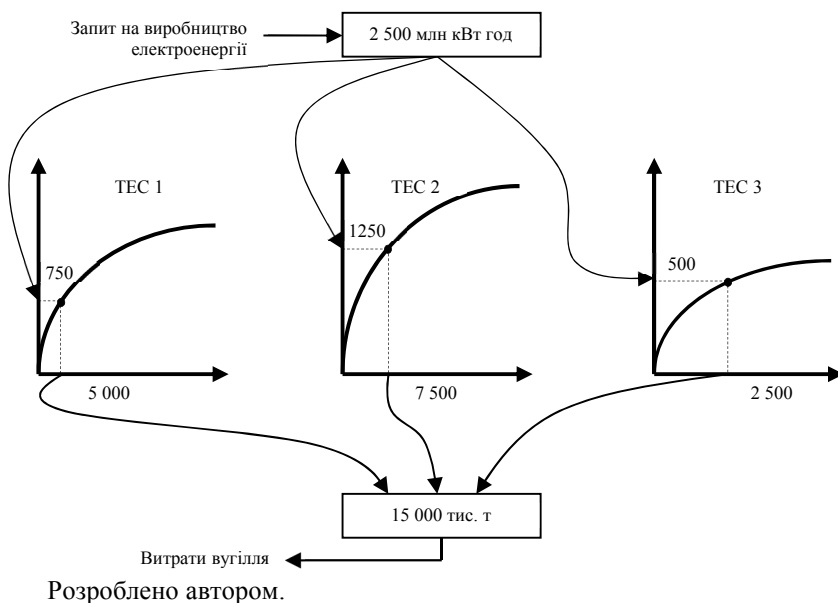 Запит на виробництво
електроенергії
2 500 млн кВт год
ТЕС 1
ТЕС 2
ТЕС 3
750
1250
500
5 000
7 500
2 500
15 000 тис. т
Витрати вугілля
Розроблено автором.